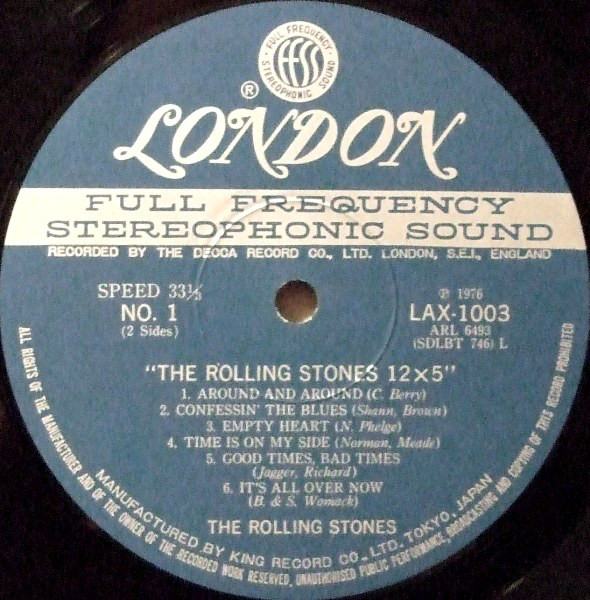 FULL FREQUENCY
ffss
STEREOPHONIC SOUND
®
LONDON
FULL FREQUENCY
STEREOPHONIC SOUND
RECORDED BY THE DECCA RECORD CO., LTD. LONDON, S.E.I., ENGLAND
SPEED 33⅓
NO. 1
(2 Sides)
℗ 1976
LAX-1003
ARL 6493
(SDLBT 746) L
"THE ROLLING STONES 12×5"
1. AROUND AND AROUND (C. Berry)
2. CONFESSIN' THE BLUES (Shann, Brown)
3. EMPTY HEART (N. Phelge)
4. TIME IS ON MY SIDE (Norman, Meade)
5. GOOD TIMES, BAD TIMES
(Jagger, Richard)
6. IT'S ALL OVER NOW
(B. & S. Womack)
THE ROLLING STONES
MANUFACTURED BY KING RECORD CO., LTD. TOKYO, JAPAN
ALL RIGHTS OF THE MANUFACTURER AND OF THE OWNER OF THE RECORDED WORK RESERVED, UNAUTHORISED PUBLIC PERFORMANCE, BROADCASTING AND COPYING OF THIS RECORD PROHIBITED